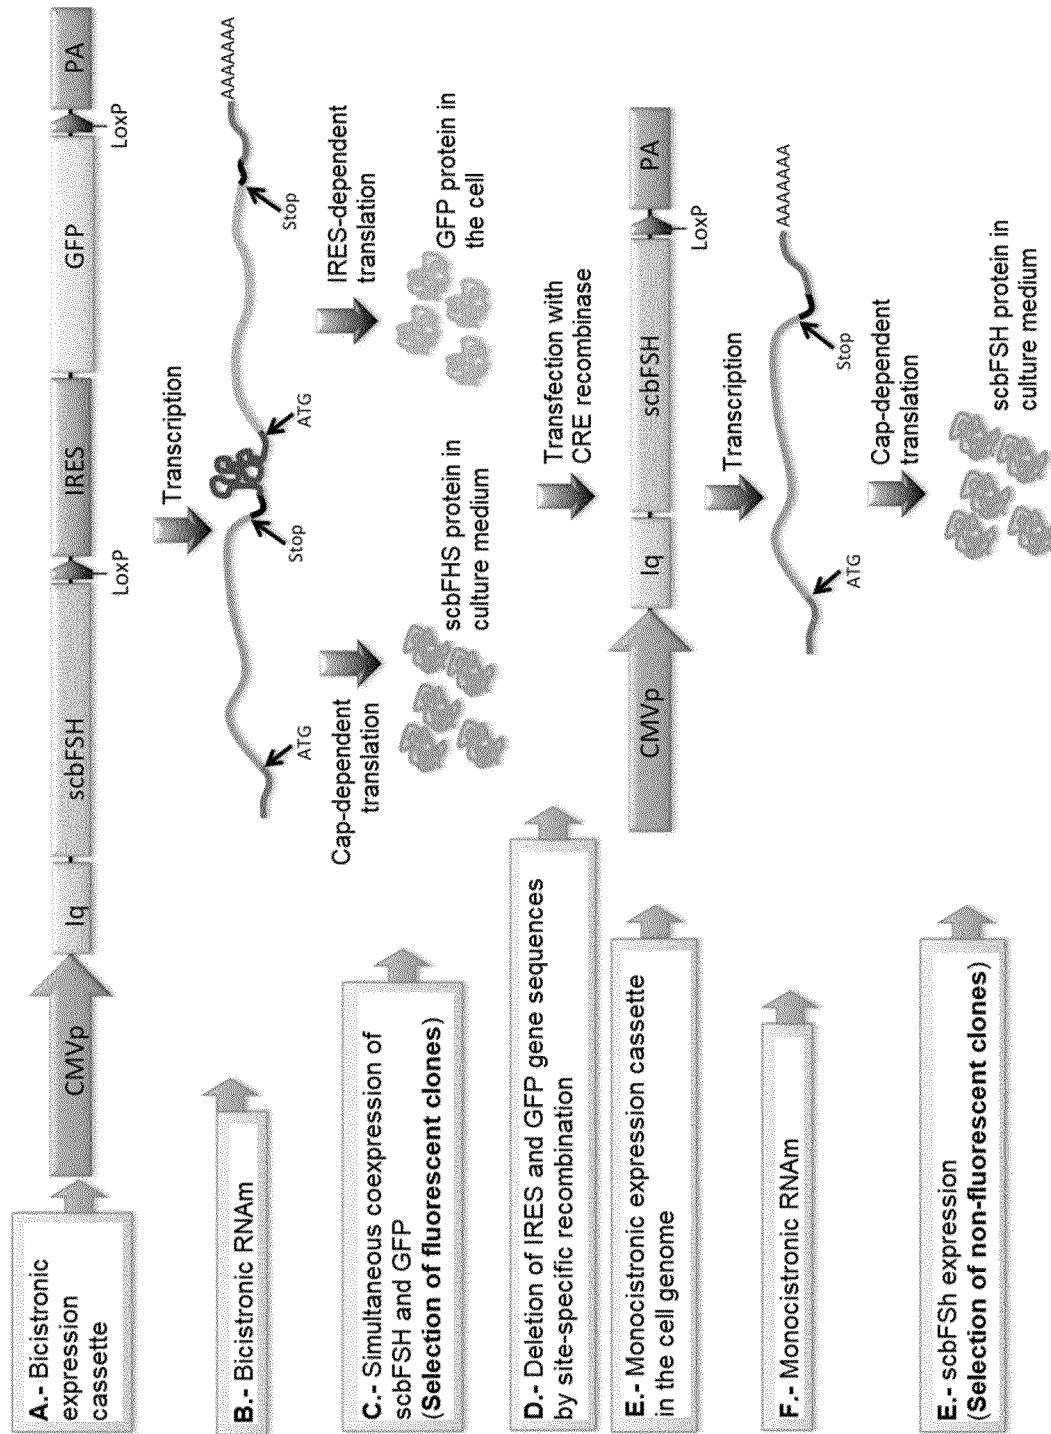 A.- Bicistronic
expression
cassette
CMVp
Iq
scbFSH
IRES
GFP
PA
LoxP
LoxP
Transcription
B.- Bicistronic RNAm
ATG
Stop
ATG
Stop
AAAAAAA
C.- Simultaneous coexpression of
scbFSH and GFP
(Selection of fluorescent clones)
Cap-dependent
translation
scbFHS protein in
culture medium
IRES-dependent
translation
GFP protein in
the cell
D.- Deletion of IRES and GFP gene sequences
by site-specific recombination
Transfection with
CRE recombinase
E.- Monocistronic expression cassette
in the cell genome
CMVp
Iq
scbFSH
PA
LoxP
Transcription
F.- Monocistronic RNAm
ATG
Stop
AAAAAAA
Cap-dependent
translation
E.- scbFSh expression
(Selection of non-fluorescent clones)
scbFSH protein in
culture medium